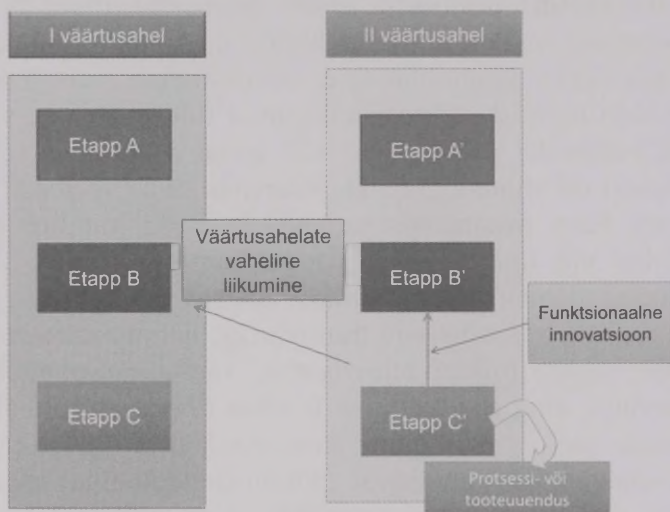 I väärtusahel
II väärtusahel
Etapp A
Etapp A'
Väärtusahelate
vaheline
liikumine
Etapp B
Etapp B'
Funktsionaalne
innovatsioon
Etapp C
Etapp C'
Protsessi- või
tooteuuendus